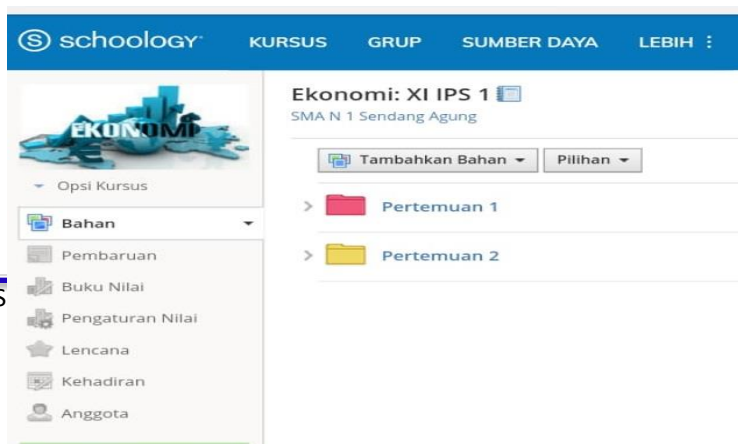 schoology KURSUS GRUP SUMBER DAYA LEBIH
EKONOMI
Ekonomi: XI IPS 1
SMA N 1 Sendang Agung
Tambahkan Bahan Pilihan
Opsi Kursus
Pertemuan 1
Bahan
Pembaruan
Pertemuan 2
S
Buku Nilai
Pengaturan Nilai
Lencana
Kehadiran
Anggota